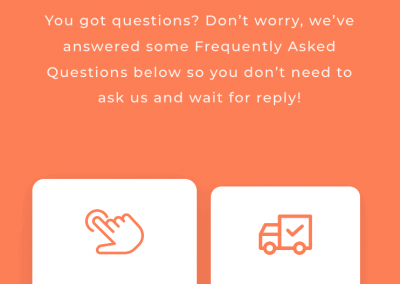 You got questions? Don’t worry, we’ve
answered some Frequently Asked
Questions below so you don’t need to
ask us and wait for reply!